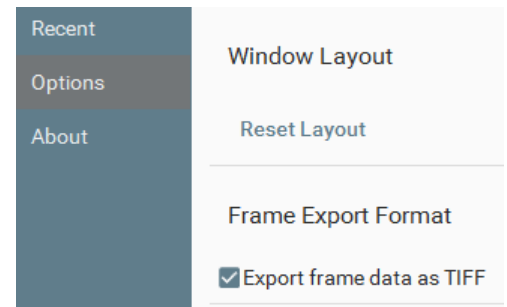 Recent
Options
About
Window Layout
Reset Layout
Frame Export Format
Export frame data as TIFF